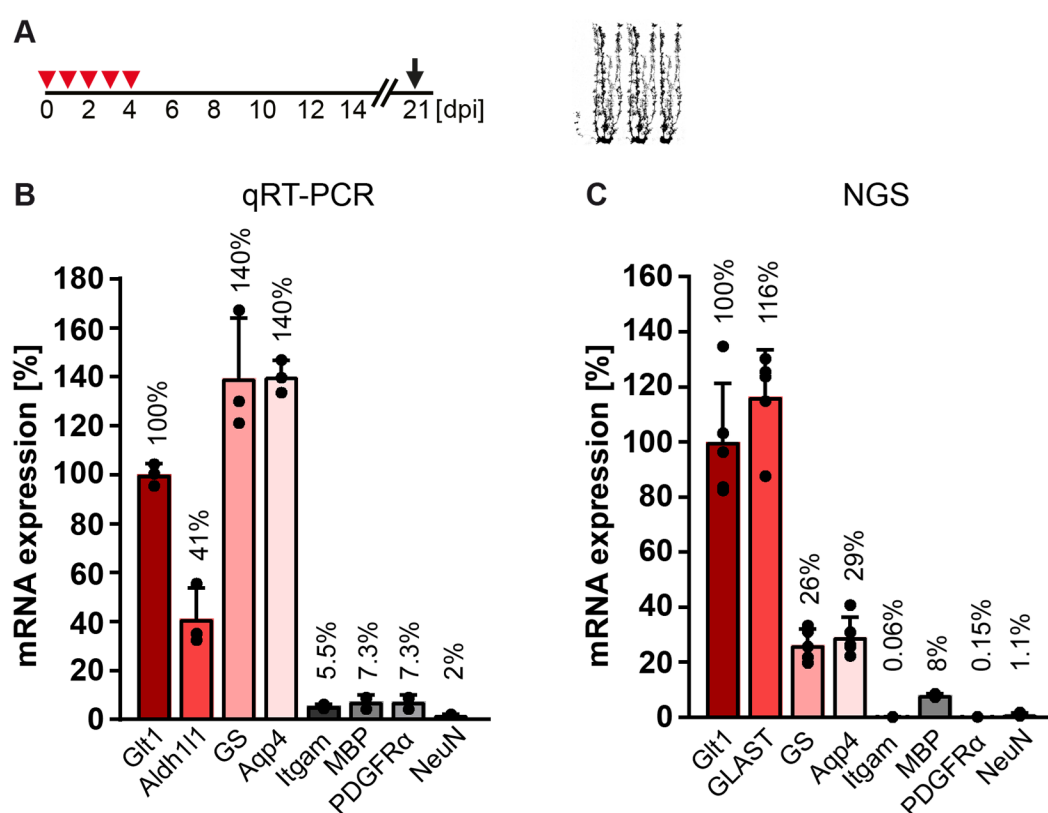 A
0 2 4 6 8 10 12 14 21 [dpi]
B qRT-PCR
mRNA expression [%]
180
160
140
120
100
80
60
40
20
0
100%
41%
140%
140%
5.5%
7.3%
7.3%
2%
Glt1
Aldh1l1
GS
Aqp4
Itgam
MBP
PDGFRα
NeuN
C NGS
mRNA expression [%]
160
140
120
100
80
60
40
20
0
100%
116%
26%
29%
0.06%
8%
0.15%
1.1%
Glt1
GLAST
GS
Aqp4
Itgam
MBP
PDGFRα
NeuN